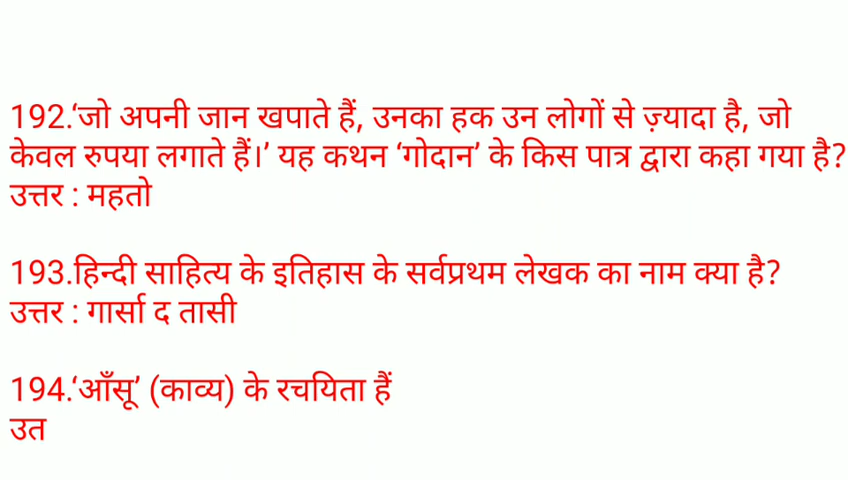 192.‘जो अपनी जान खपाते हैं, उनका हक उन लोगों से ज़्यादा है, जो
केवल रुपया लगाते हैं।’ यह कथन ‘गोदान’ के किस पात्र द्वारा कहा गया है?
उत्तर : महतो
193.हिन्दी साहित्य के इतिहास के सर्वप्रथम लेखक का नाम क्या है?
उत्तर : गार्सा द तासी
194.‘आँसू’ (काव्य) के रचयिता हैं
उत